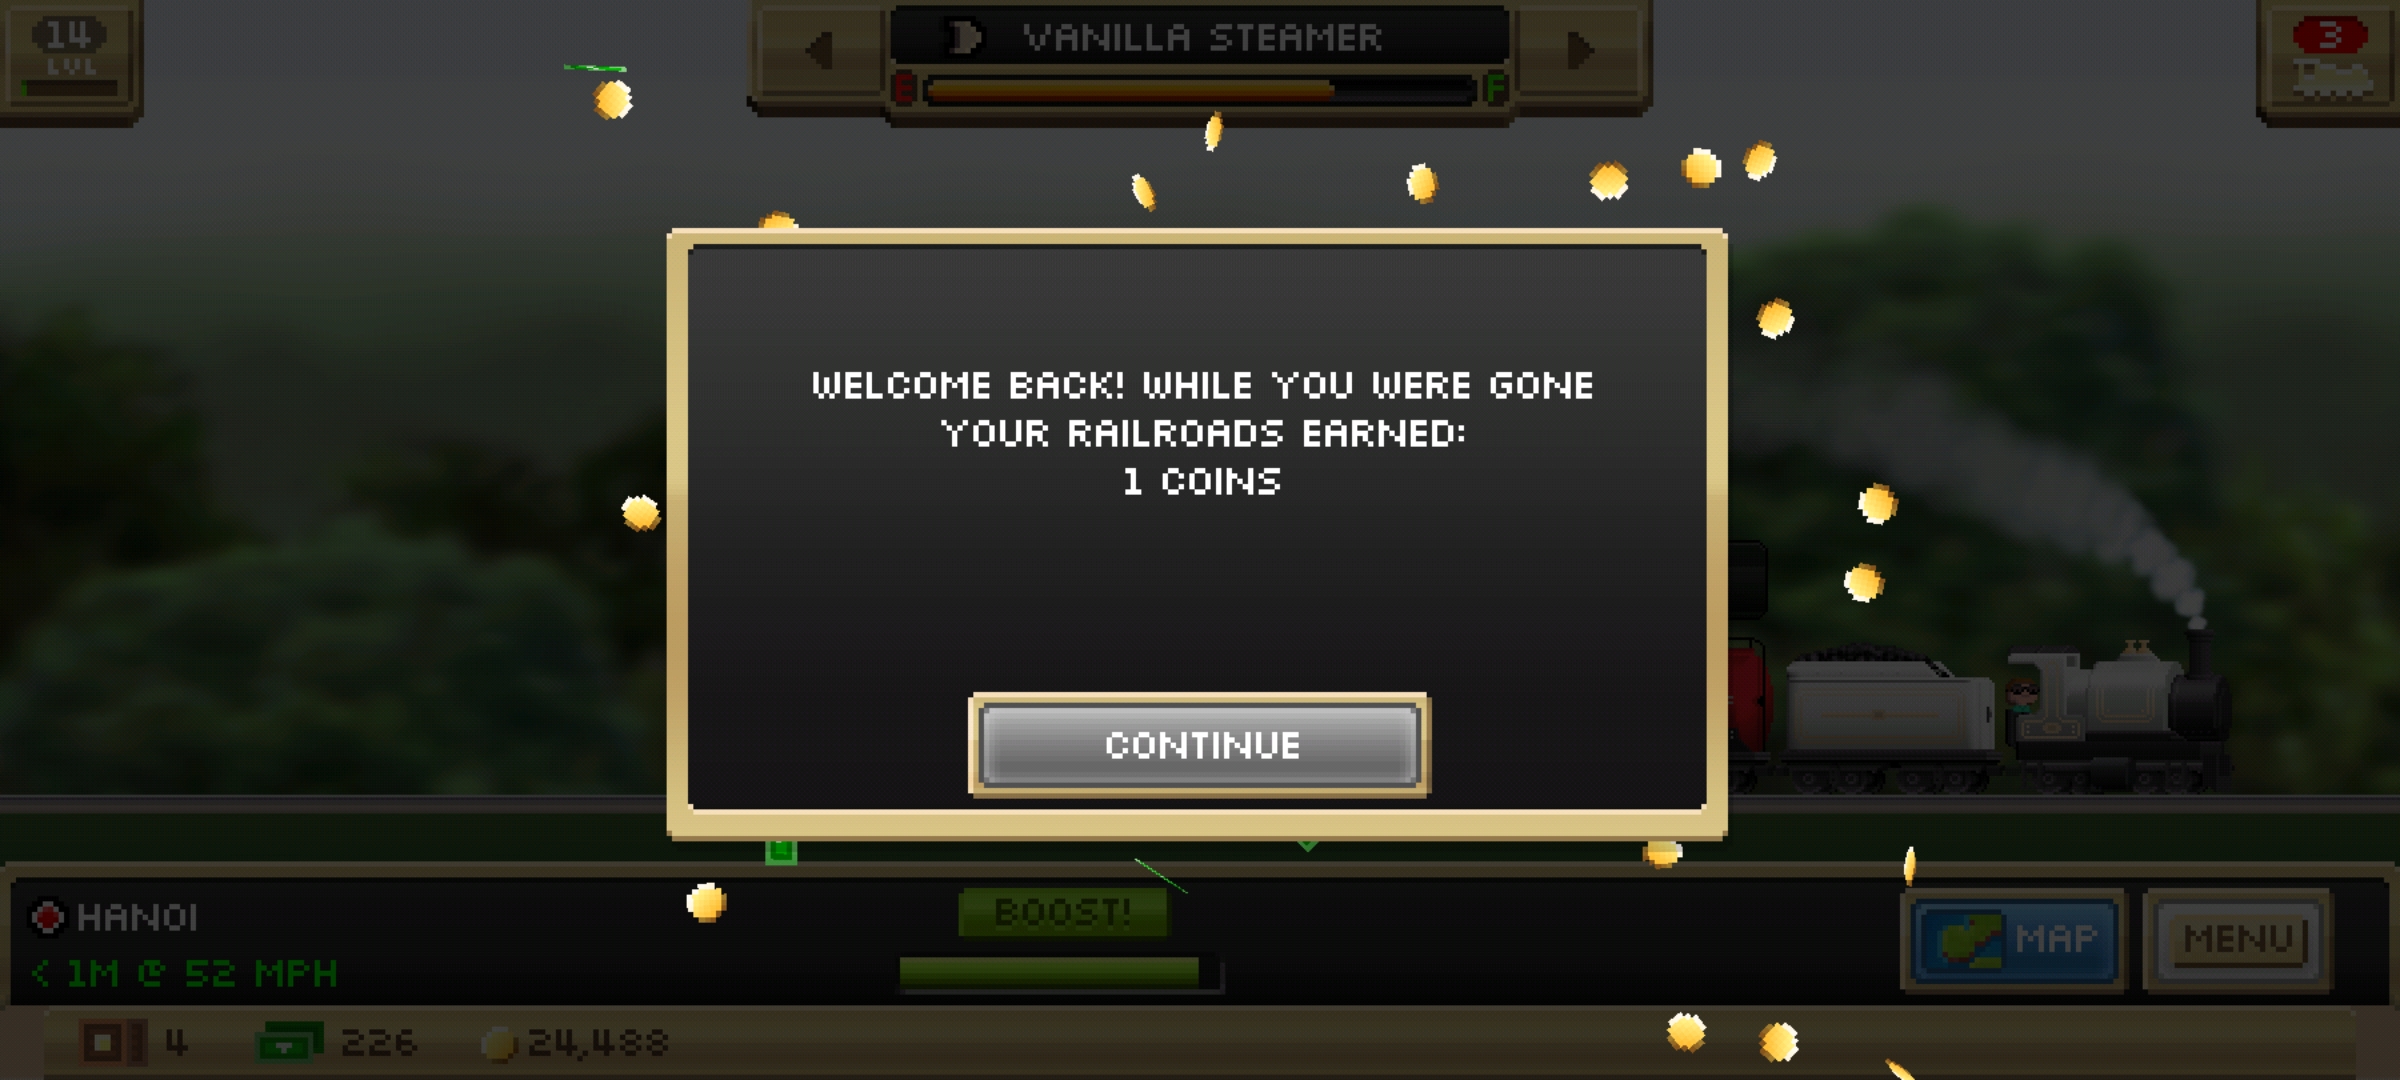 14
LVL
VANILLA STEAMER
E
F
3
WELCOME BACK! WHILE YOU WERE GONE
YOUR RAILROADS EARNED:
1 COINS
CONTINUE
HANOI
< 1M @ 52 MPH
BOOST!
MAP
MENU
4
226
24,488